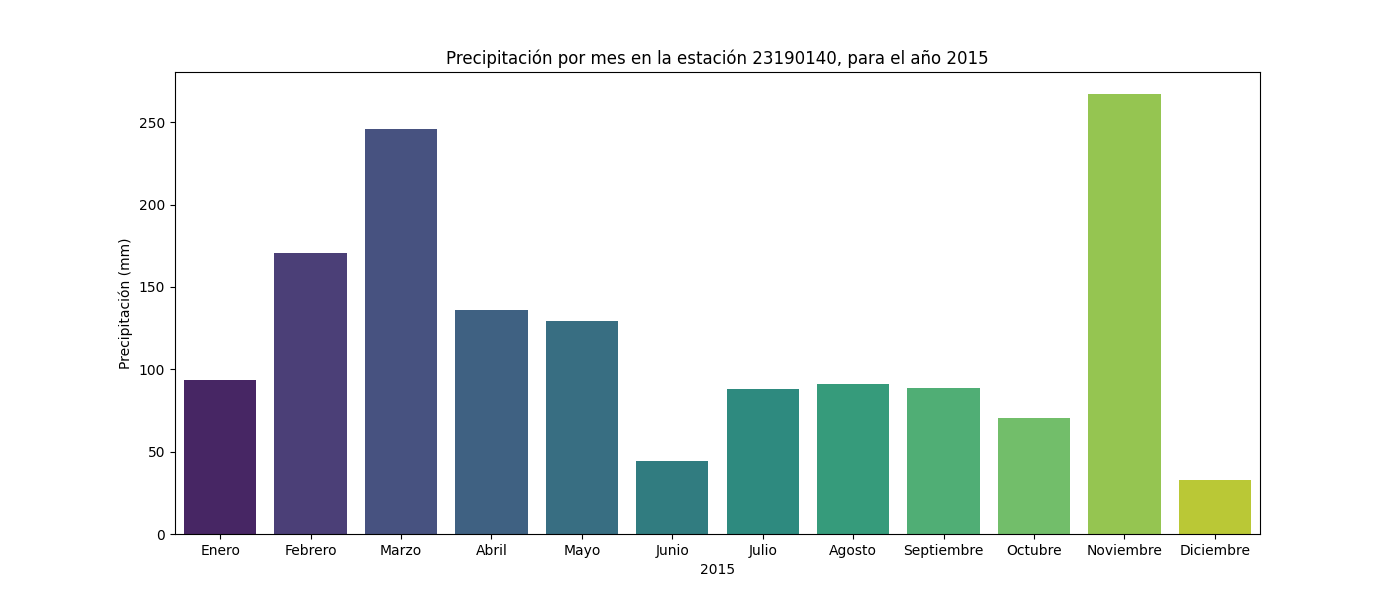 Precipitación por mes en la estación 23190140, para el año 2015
Precipitación (mm)
250
200
150
100
50
0
Enero Febrero Marzo Abril Mayo Junio Julio Agosto Septiembre Octubre Noviembre Diciembre
2015